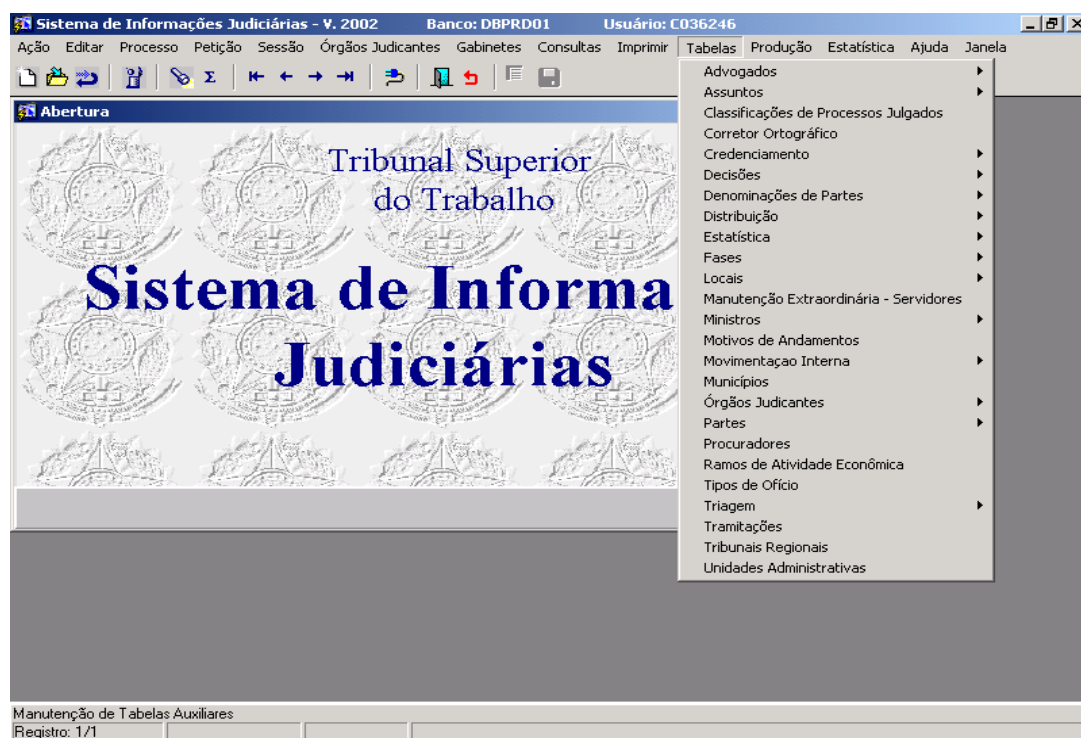 Sistema de Informações Judiciárias - V. 2002 Banco: DBPRD01 Usuário: C036246
Ação Editar Processo Petição Sessão Órgãos Judicantes Gabinetes Consultas Imprimir Tabelas Produção Estatística Ajuda Janela
Abertura
Tribunal Superior
do Trabalho
Sistema de Informa
Judiciárias
Advogados
Assuntos
Classificações de Processos Julgados
Corretor Ortográfico
Credenciamento
Decisões
Denominações de Partes
Distribuição
Estatística
Fases
Locais
Manutenção Extraordinária - Servidores
Ministros
Motivos de Andamentos
Movimentaçao Interna
Municípios
Órgãos Judicantes
Partes
Procuradores
Ramos de Atividade Econômica
Tipos de Ofício
Triagem
Tramitações
Tribunais Regionais
Unidades Administrativas
Manutenção de Tabelas Auxiliares
Registro: 1/1